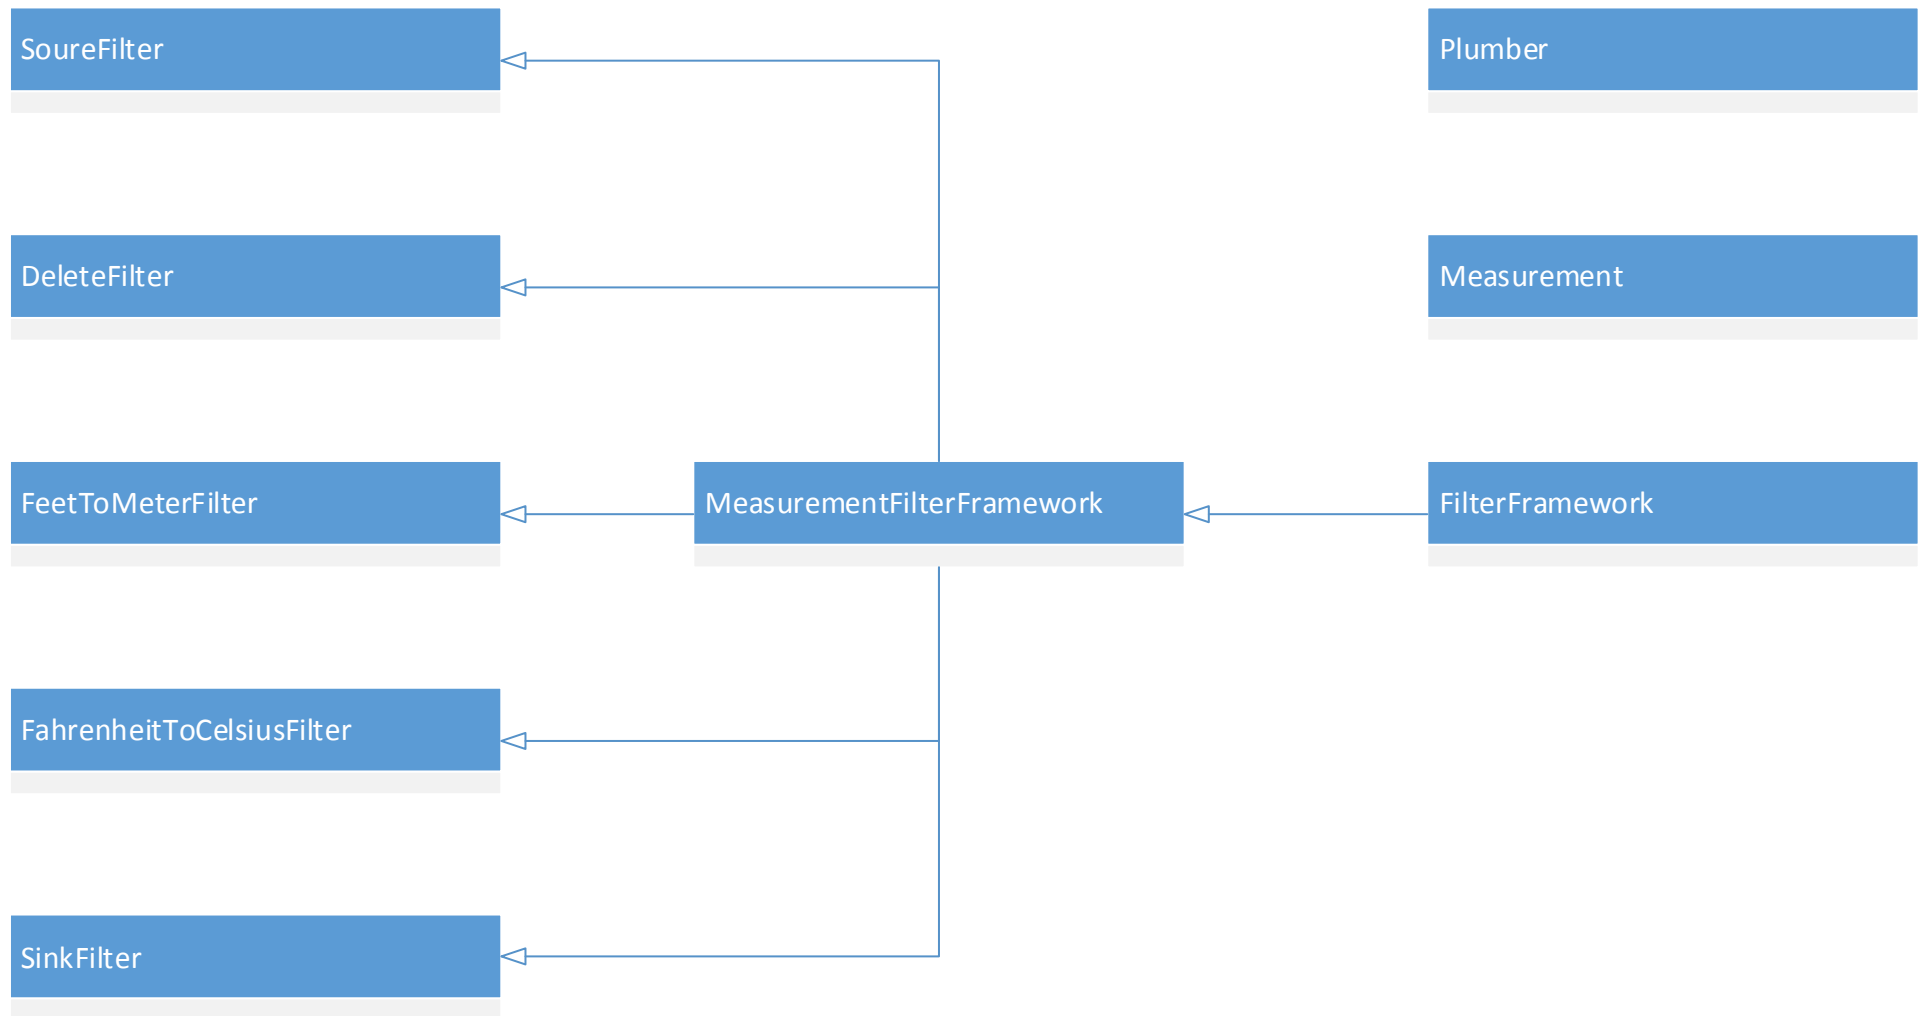 SoureFilter
Plumber
DeleteFilter
Measurement
FeetToMeterFilter
MeasurementFilterFramework
FilterFramework
FahrenheitToCelsiusFilter
SinkFilter